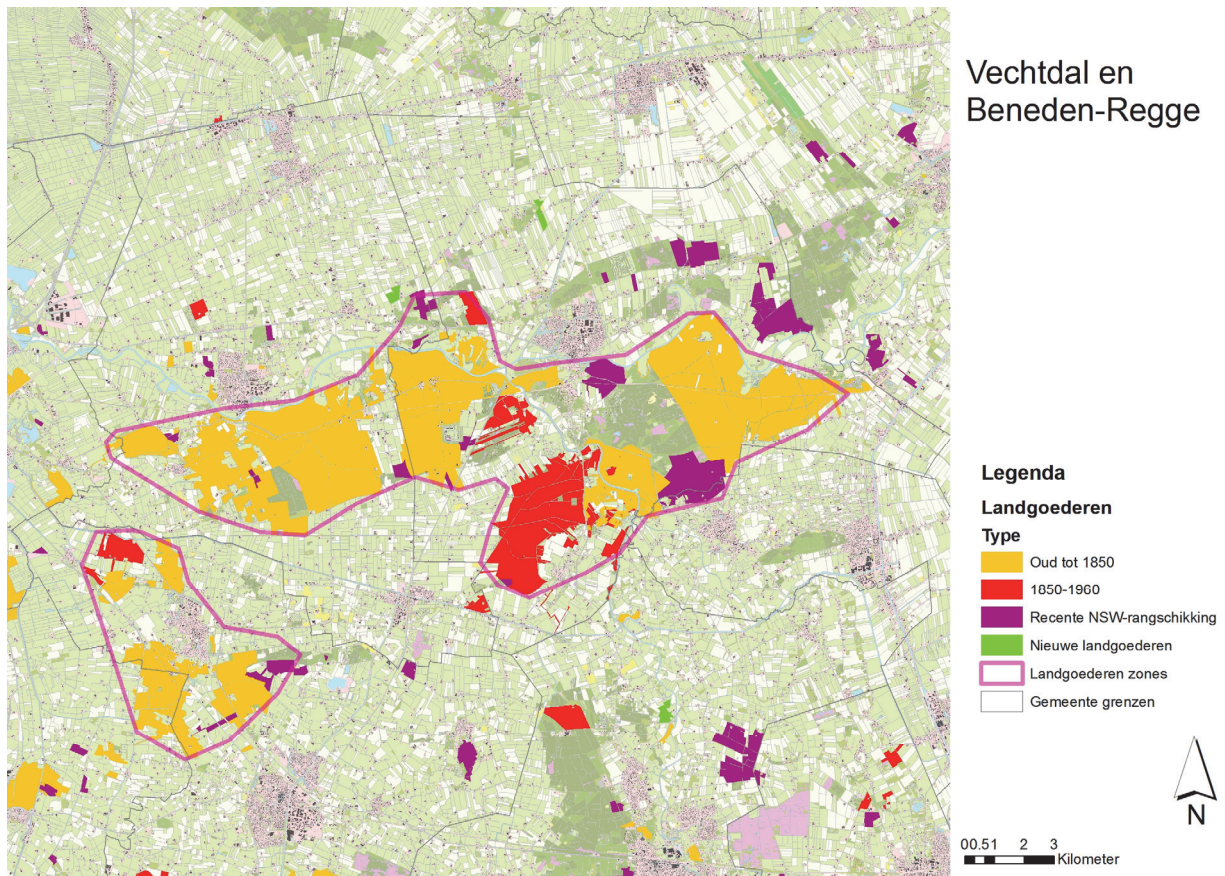 Vechtdal en
Beneden-Regge
Legenda
Landgoederen
Type
Oud tot 1850
1850-1960
Recente NSW-rangschikking
Nieuwe landgoederen
Landgoederen zones
Gemeente grenzen
N
00.51 2 3
Kilometer